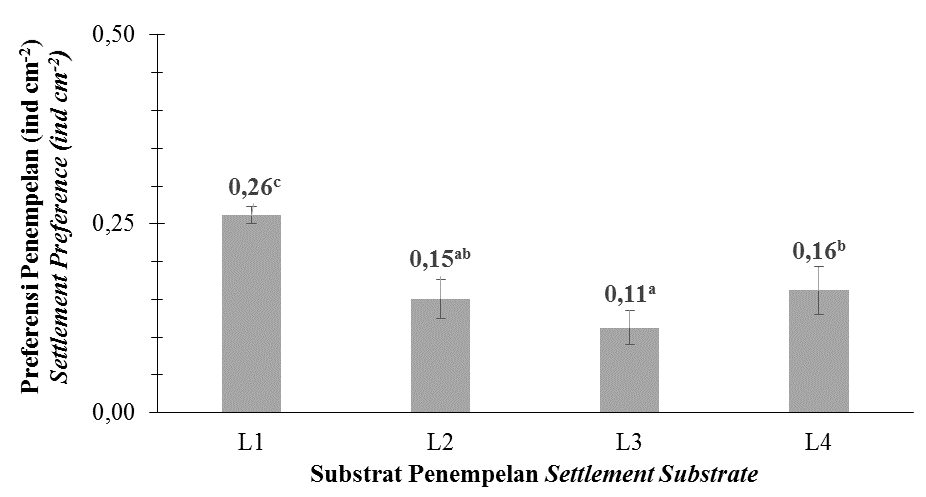 Preferensi Penempelan (ind cm⁻²)
Settlement Preference (ind cm⁻²)
0,50
0,25
0,00
0,26ᶜ
0,15ᵃᵇ
0,11ᵃ
0,16ᵇ
L1 L2 L3 L4
Substrat Penempelan Settlement Substrate